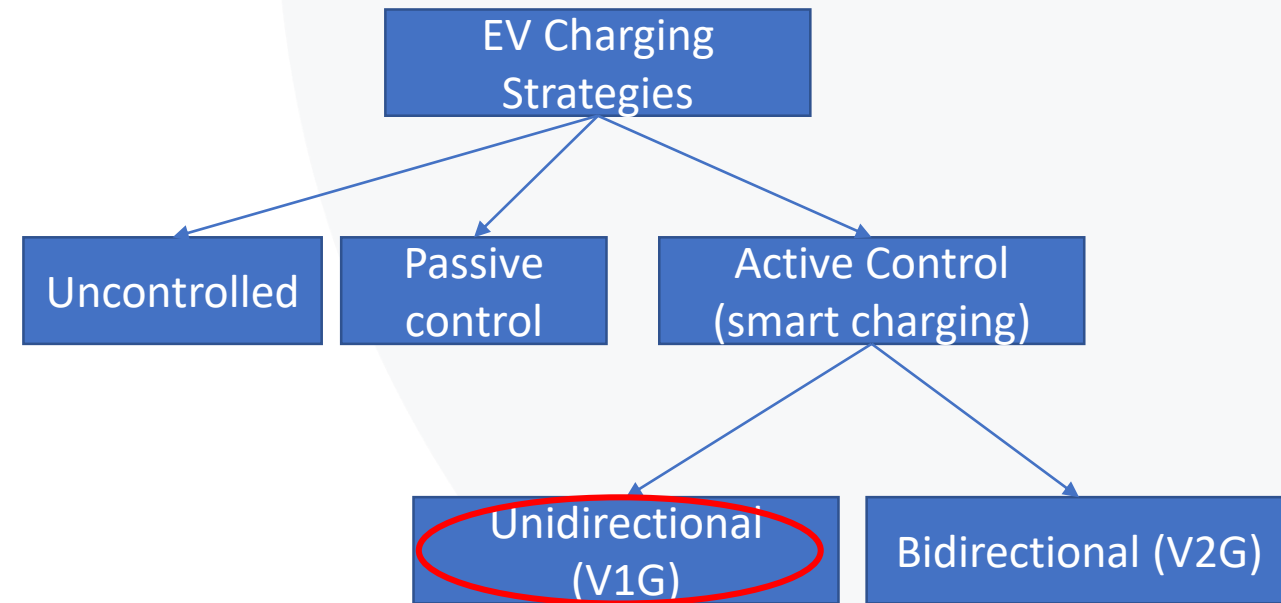 EV Charging
Strategies
Uncontrolled
Passive
control
Active Control
(smart charging)
Unidirectional
(V1G)
Bidirectional (V2G)